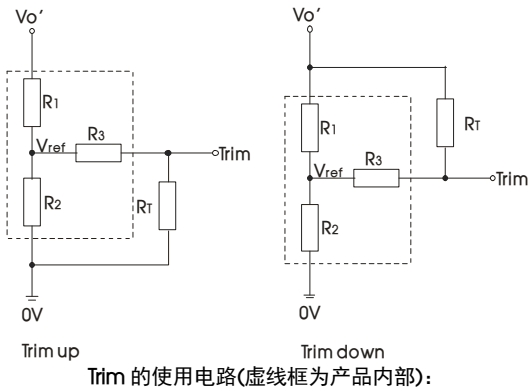 Vo'
R1
Vref
R3
Trim
R2
RT
0V
Trim up
Vo'
R1
RT
Vref
R3
Trim
R2
0V
Trim down
Trim 的使用电路(虚线框为产品内部)：